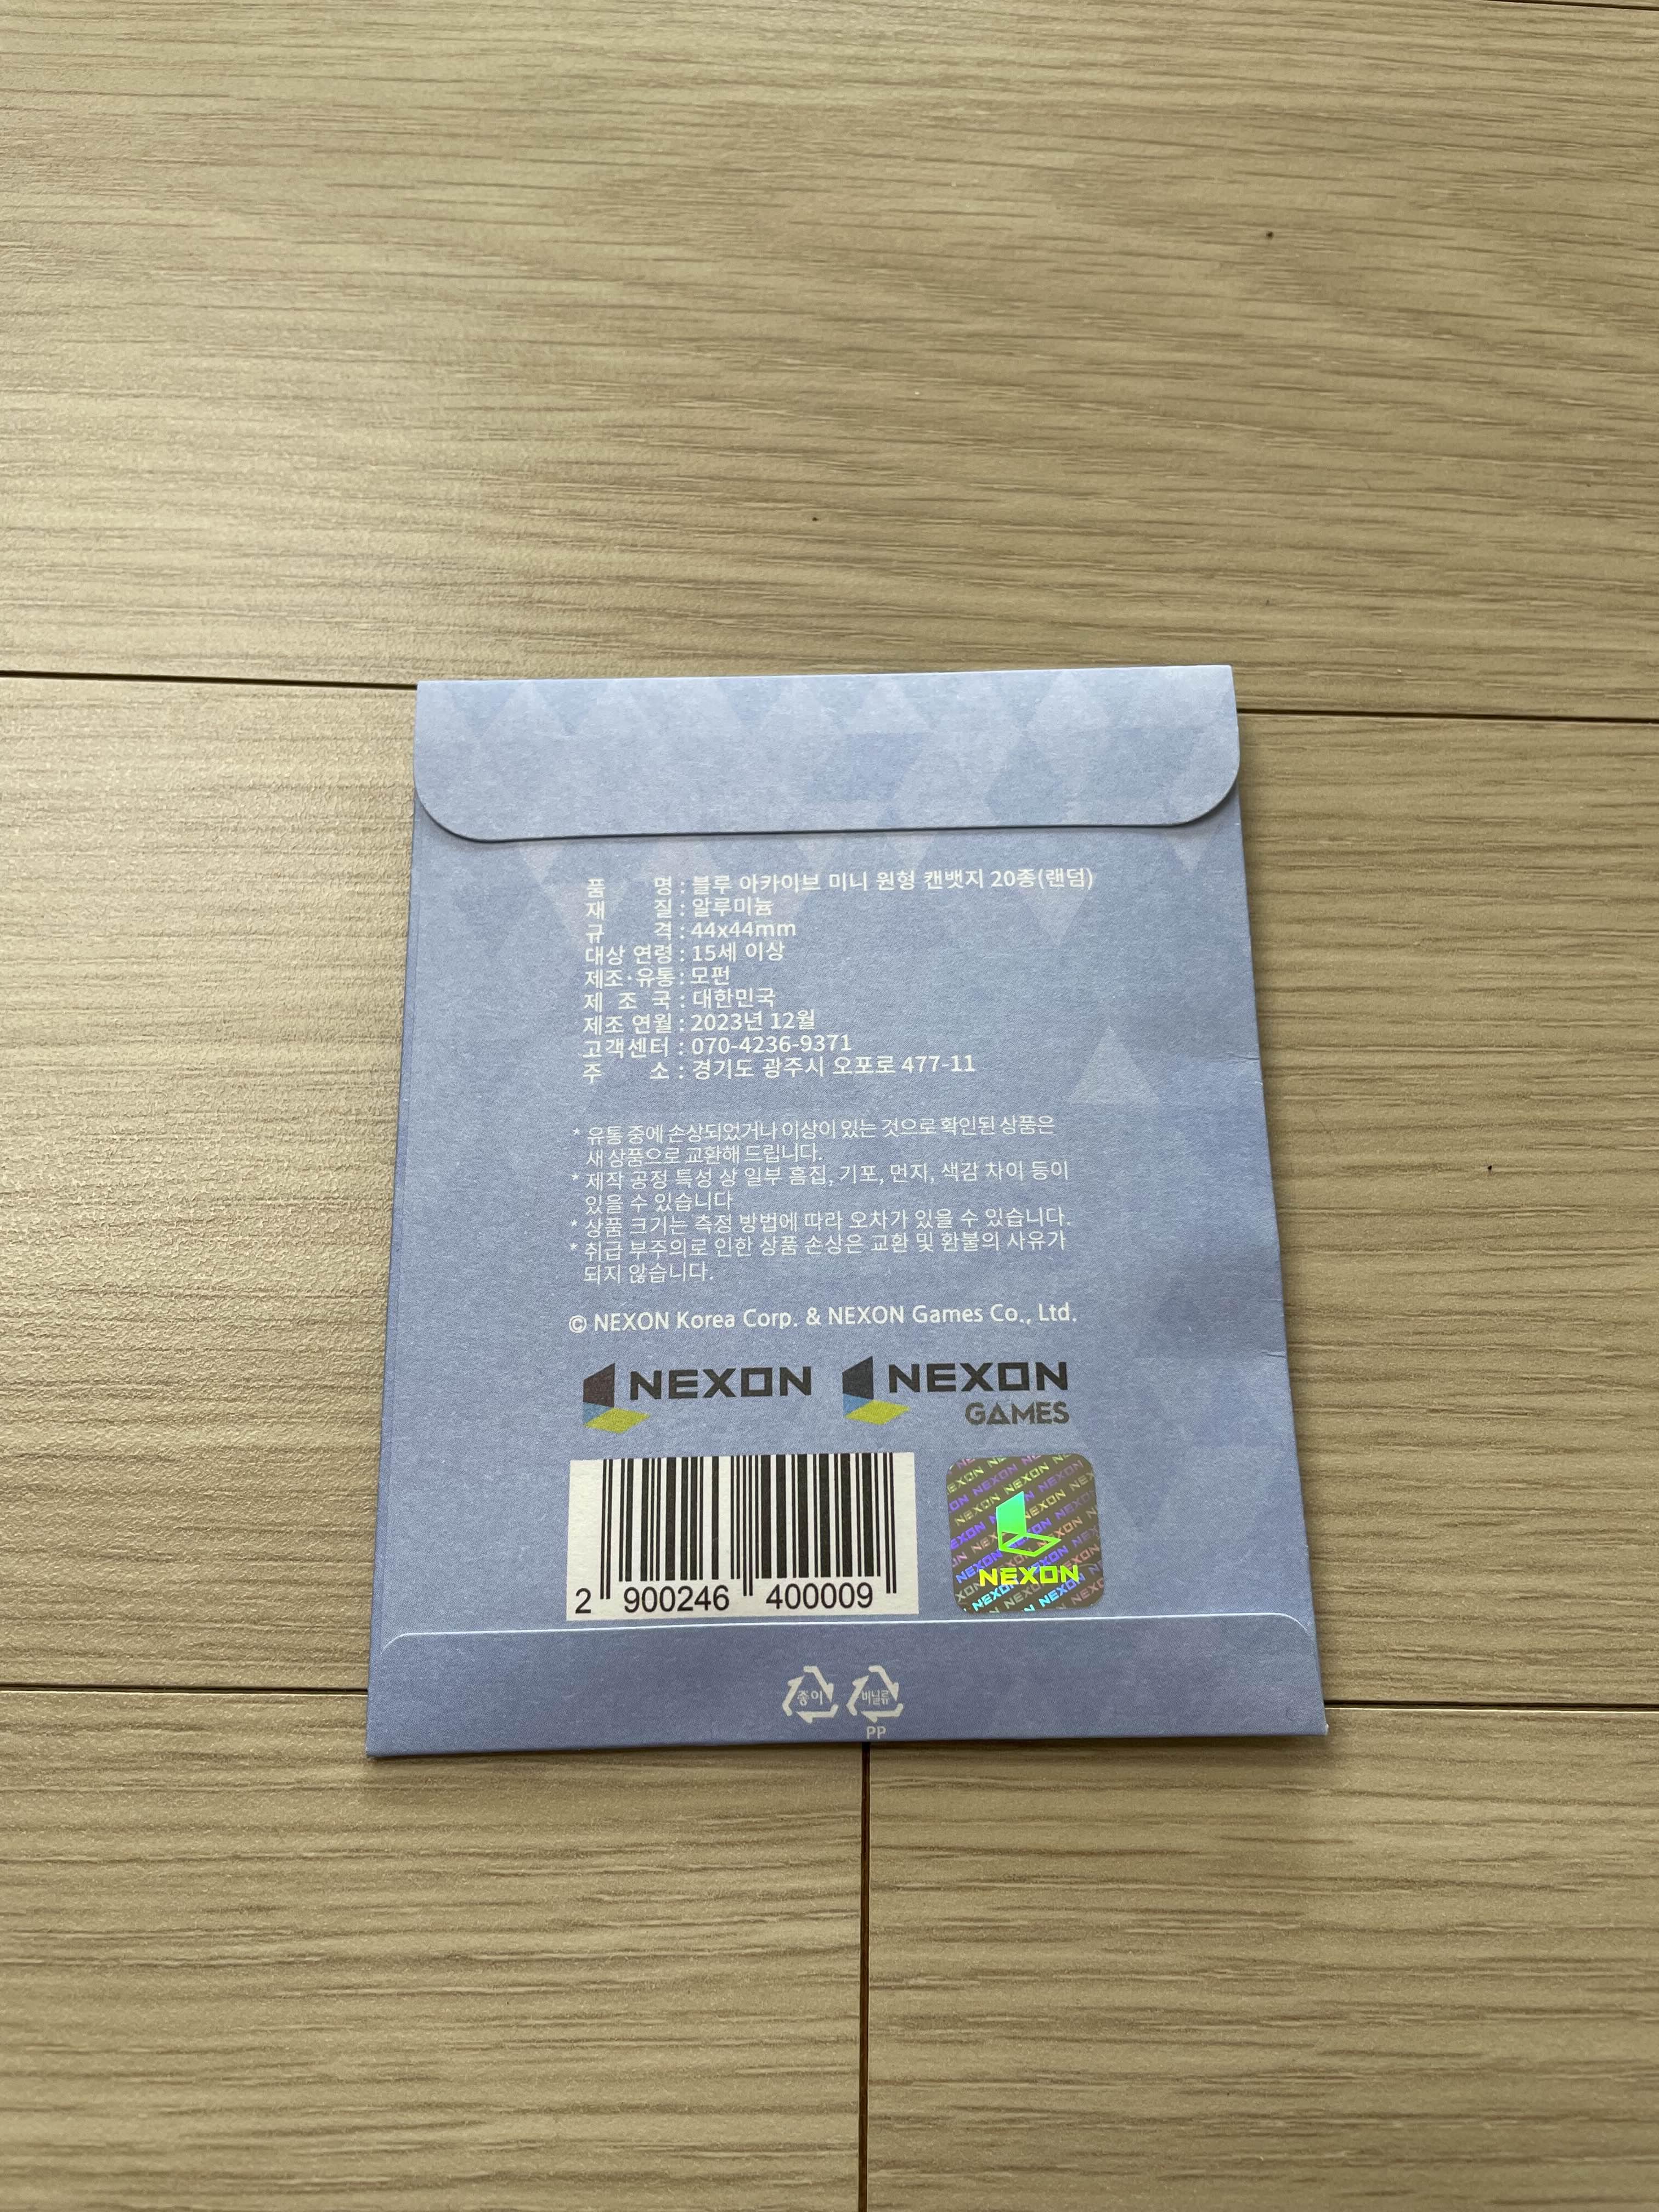 품 명 : 블루 아카이브 미니 원형 캔뱃지 20종(랜덤)
재 질 : 알루미늄
규 격 : 44x44mm
대상 연령 : 15세 이상
제조·유통 : 모펀
제 조 국 : 대한민국
제조 연월 : 2023년 12월
고객센터 : 070-4236-9371
주 소 : 경기도 광주시 오포로 477-11
* 유통 중에 손상되었거나 이상이 있는 것으로 확인된 상품은
새 상품으로 교환해 드립니다.
* 제작 공정 특성 상 일부 흠집, 기포, 먼지, 색감 차이 등이
있을 수 있습니다
* 상품 크기는 측정 방법에 따라 오차가 있을 수 있습니다.
* 취급 부주의로 인한 상품 손상은 교환 및 환불의 사유가
되지 않습니다.
© NEXON Korea Corp. & NEXON Games Co., Ltd.
NEXON NEXON
GAMES
2 900246 400009
NEXON
종이 비닐류
PP